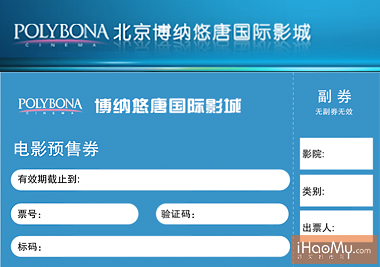 POLYBONA 北京博纳悠唐国际影城
CINEMA
POLYBONA 博纳悠唐国际影城
CINEMA
副 券
无副券无效
电影预售券
有效期截止到:
影院:
票号:
验证码:
类别:
标码:
出票人:
iHaoMy.com